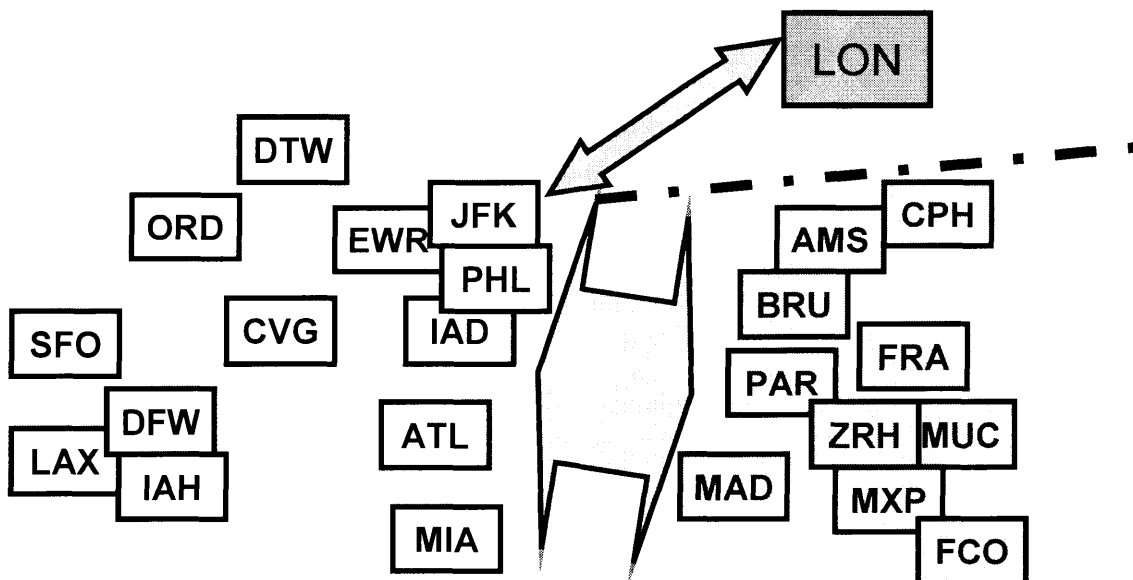 LON
DTW
JFK
CPH
ORD
EWR
AMS
PHL
BRU
CVG
IAD
SFO
FRA
PAR
DFW
ATL
ZRH
MUC
LAX
IAH
MAD
MXP
MIA
FCO